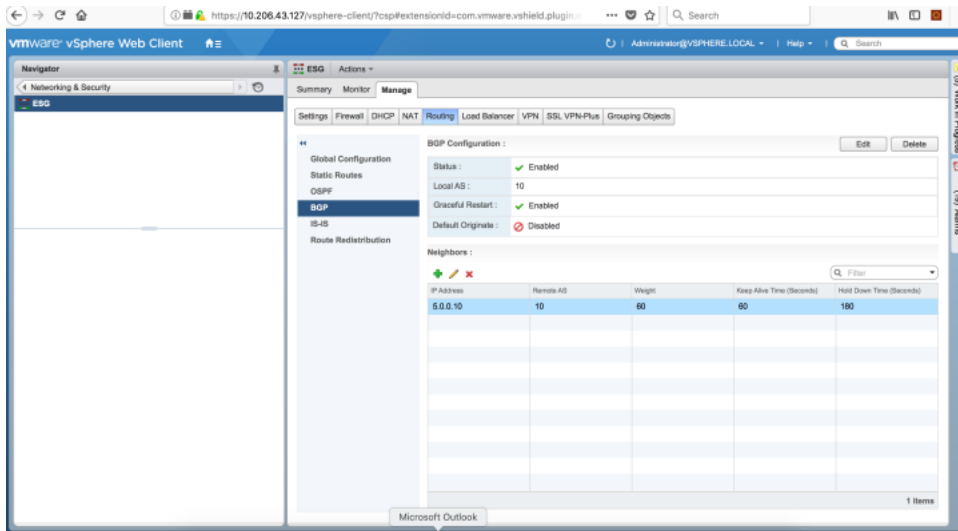 https://10.206.43.127/vsphere-client/?csp#extensionId=com.vmware.vshield.plugin.
Search
vmware vSphere Web Client
Administrator@VSPHERE.LOCAL
Help
Search
Navigator
Networking & Security
ESG
ESG Actions
Summary Monitor Manage
Settings Firewall DHCP NAT Routing Load Balancer VPN SSL VPN-Plus Grouping Objects
Global Configuration
Static Routes
OSPF
BGP
IS-IS
Route Redistribution
BGP Configuration :
Edit Delete
Status : Enabled
Local AS : 10
Graceful Restart : Enabled
Default Originate : Disabled
Neighbors :
Filter
IP Address Remote AS Weight Keep Alive Time (Seconds) Hold Down Time (Seconds)
5.0.0.10 10 60 60 180
1 Items
Microsoft Outlook